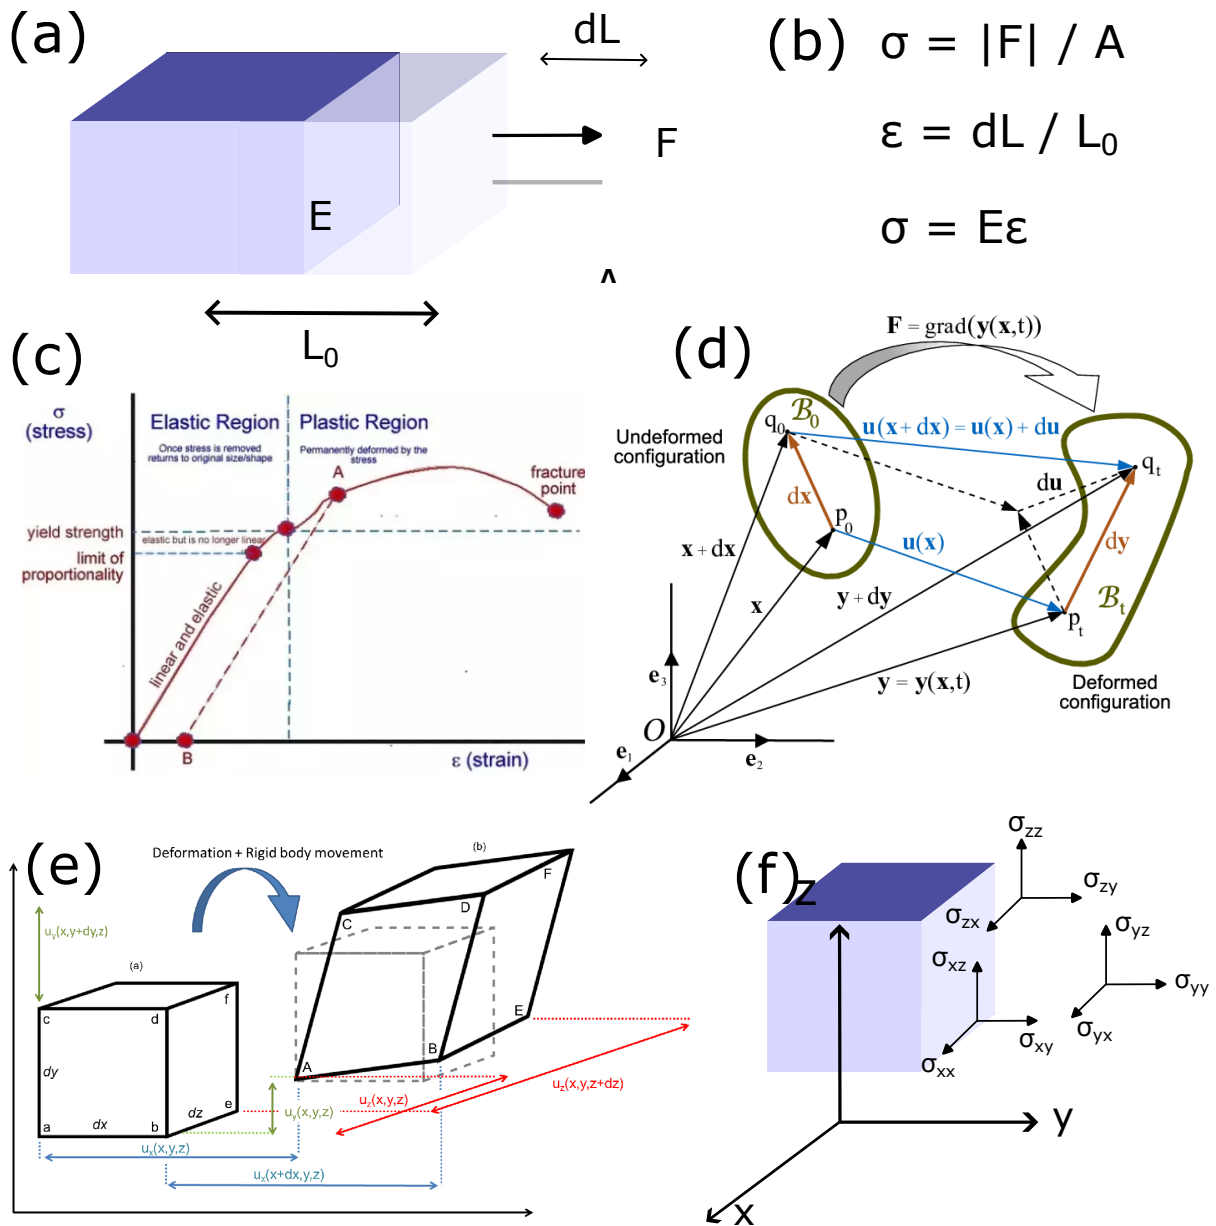 (a)
dL
F
E
L₀
(b)
σ = |F| / A
ε = dL / L₀
σ = Eε
(c)
σ
(stress)
Elastic Region
Once stress is removed
returns to original size/shape
Plastic Region
Permanently deformed by the
stress
A
fracture
point
yield strength
elastic but is no longer linear
limit of
proportionality
linear and elastic
B
ε (strain)
(d)
F = grad(y(x,t))
Undeformed
configuration
ℬ₀
q₀
u(x + dx) = u(x) + du
qₜ
du
dx
p₀
x + dx
u(x)
dy
y + dy
x
ℬₜ
pₜ
e₃
y = y(x,t)
Deformed
configuration
O
e₁
e₂
(e)
Deformation + Rigid body movement
(b)
F
D
C
uᵧ(x,y+dy,z)
(a)
f
c
d
E
B
A
dy
u_z(x,y,z+dz)
u_z(x,y,z)
uᵧ(x,y,z)
dz
e
dx
a
b
uₓ(x,y,z)
uₓ(x+dx,y,z)
(f)
z
σzz
σzy
σzx
σyz
σxz
σyy
σyx
σxy
σxx
y
x